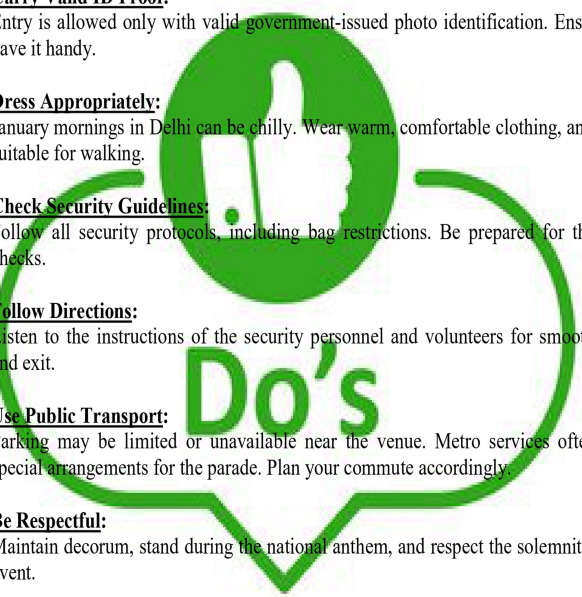 Carry Valid ID Proof:
Entry is allowed only with valid government-issued photo identification. Ens
ave it handy.
Dress Appropriately:
anuary mornings in Delhi can be chilly. Wear warm, comfortable clothing, an
uitable for walking.
Check Security Guidelines:
ollow all security protocols, including bag restrictions. Be prepared for th
hecks.
ollow Directions:
isten to the instructions of the security personnel and volunteers for smoot
nd exit.
Do's
Use Public Transport:
arking may be limited or unavailable near the venue. Metro services ofte
pecial arrangements for the parade. Plan your commute accordingly.
Be Respectful:
Maintain decorum, stand during the national anthem, and respect the solemnit
vent.